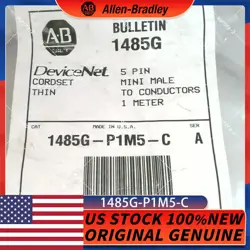 AB Allen-Bradley
A-B
QUALITY
BULLETIN
1485G
DeviceNet
5 PIN
CORDSET
MINI MALE
THIN
TO CONDUCTORS
1 METER
CAT
MADE IN U.S.A.
SER
1485G-P1M5-C
A
1485G-P1M5-C
US STOCK 100%NEW
ORIGINAL GENUINE